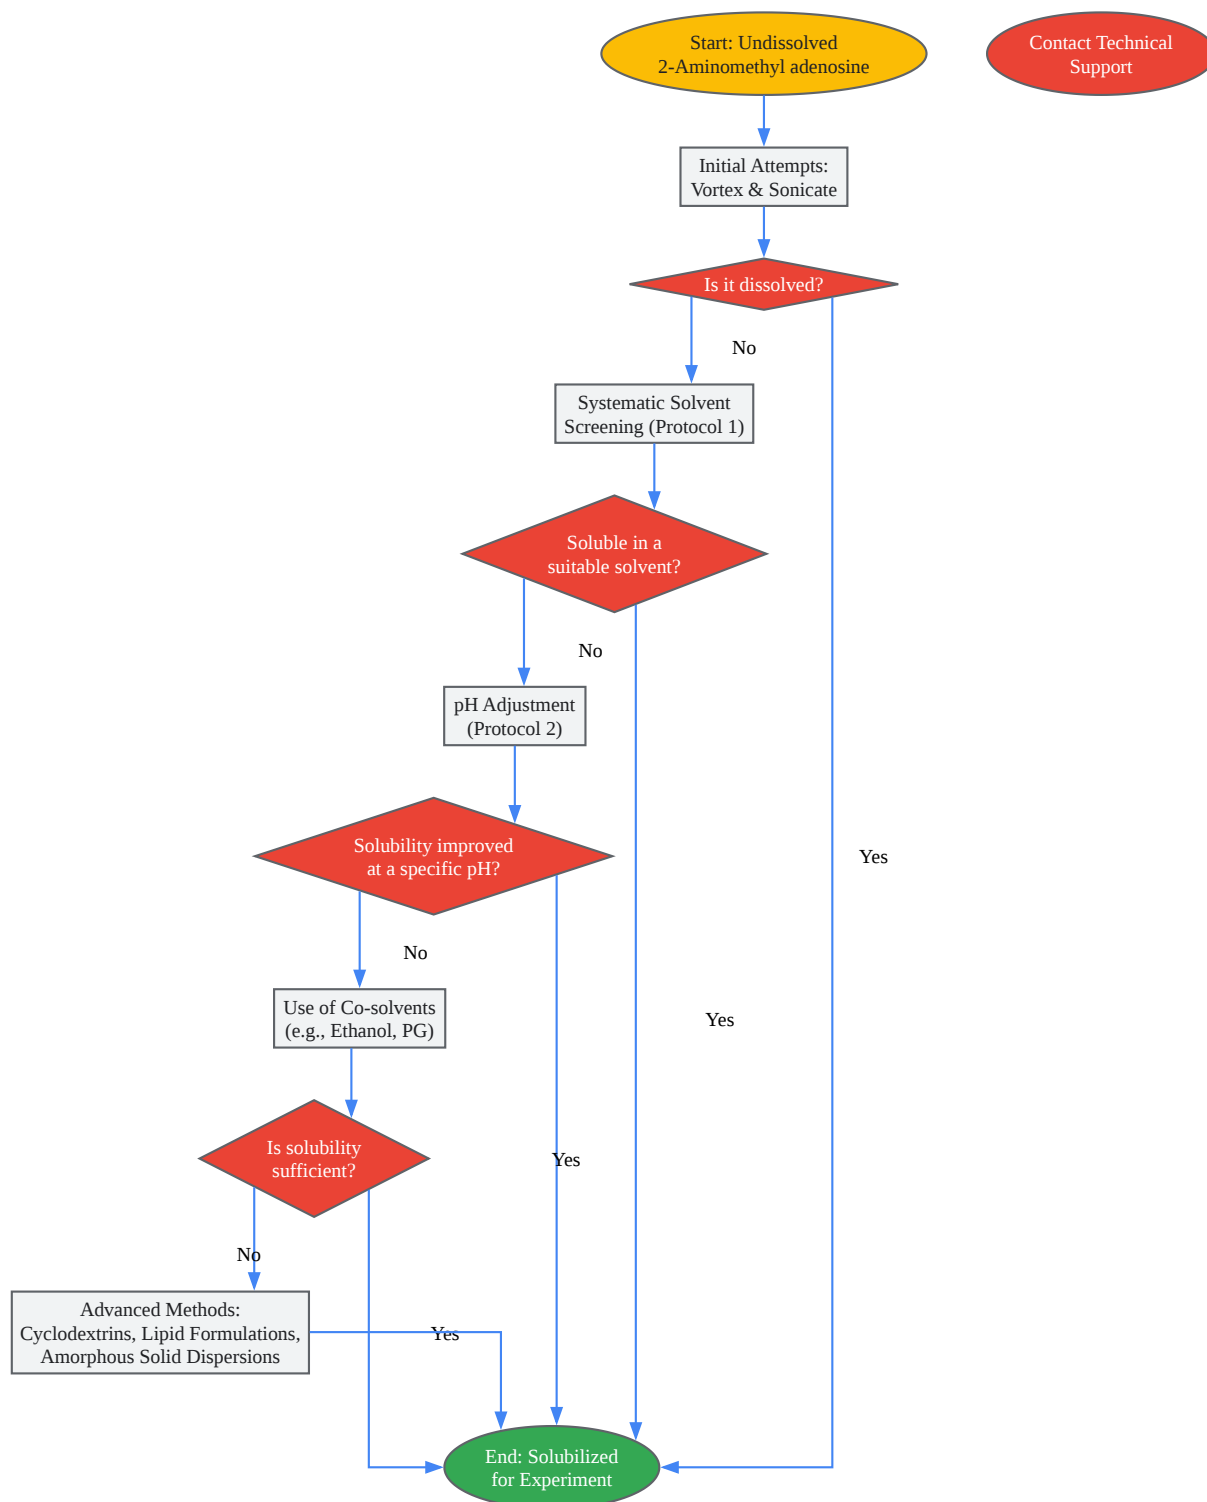 Start: Undissolved
2-Aminomethyl adenosine
Contact Technical
Support
Initial Attempts:
Vortex & Sonicate
Is it dissolved?
No
Systematic Solvent
Screening (Protocol 1)
Soluble in a
suitable solvent?
No
pH Adjustment
(Protocol 2)
Solubility improved
at a specific pH?
Yes
No
Use of Co-solvents
(e.g., Ethanol, PG)
Yes
Is solubility
sufficient?
Yes
No
Advanced Methods:
Cyclodextrins, Lipid Formulations,
Amorphous Solid Dispersions
Yes
End: Solubilized
for Experiment